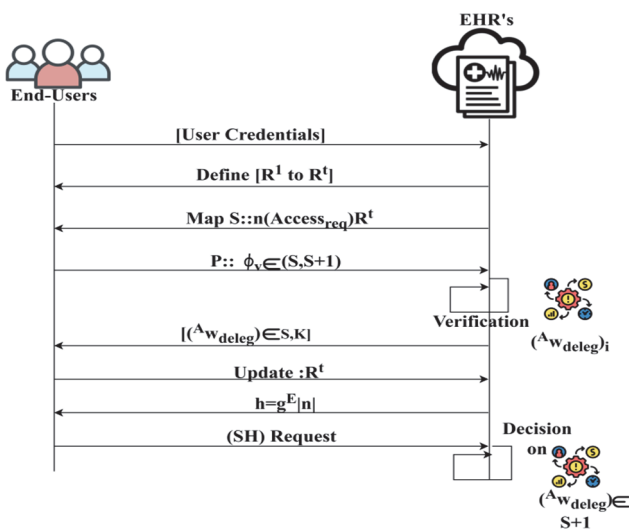 EHR's
End-Users
[User Credentials]
Define [R¹ to Rᵗ]
Map S::n(Access_req)Rᵗ
P:: ϕ_v∈(S,S+1)
Verification
(ᴬw_deleg)_i
[(ᴬw_deleg)∈S,K]
Update :Rᵗ
h=gᴱ|n|
(SH) Request
Decision
on
(ᴬw_deleg)∈
S+1